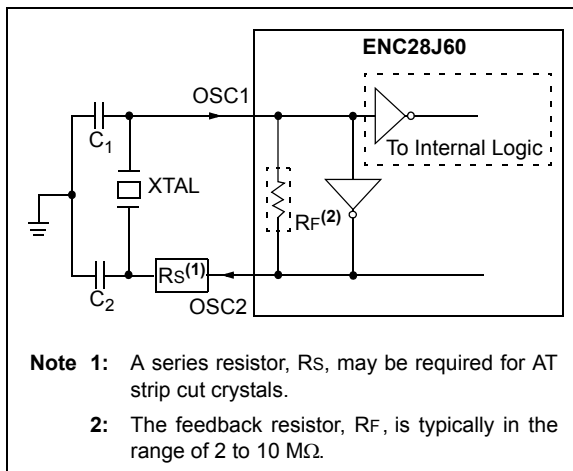 ENC28J60
OSC1
C1
To Internal Logic
XTAL
RF(2)
C2
RS(1)
OSC2
Note 1: A series resistor, RS, may be required for AT
strip cut crystals.
2: The feedback resistor, RF, is typically in the
range of 2 to 10 MΩ.